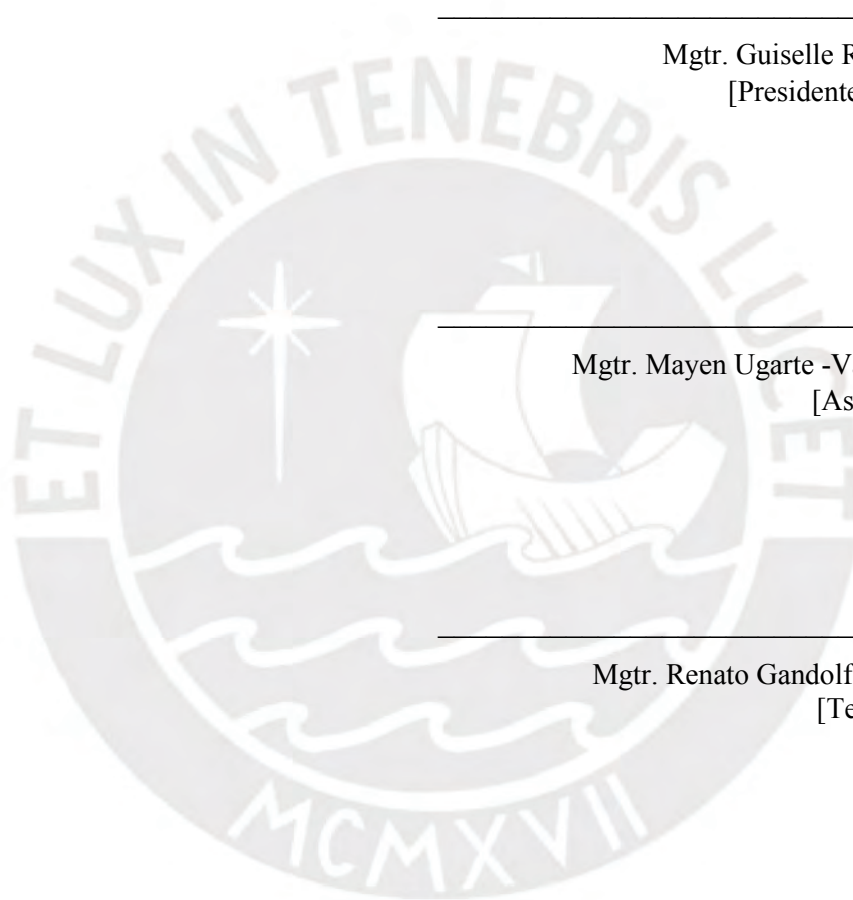 Mgtr. Guiselle
[Presidente
ET LUX IN TENEBRIS LUCET
Mgtr. Mayen Ugarte -V
[As
Mgtr. Renato Gandolf
[Te
MCMXVII